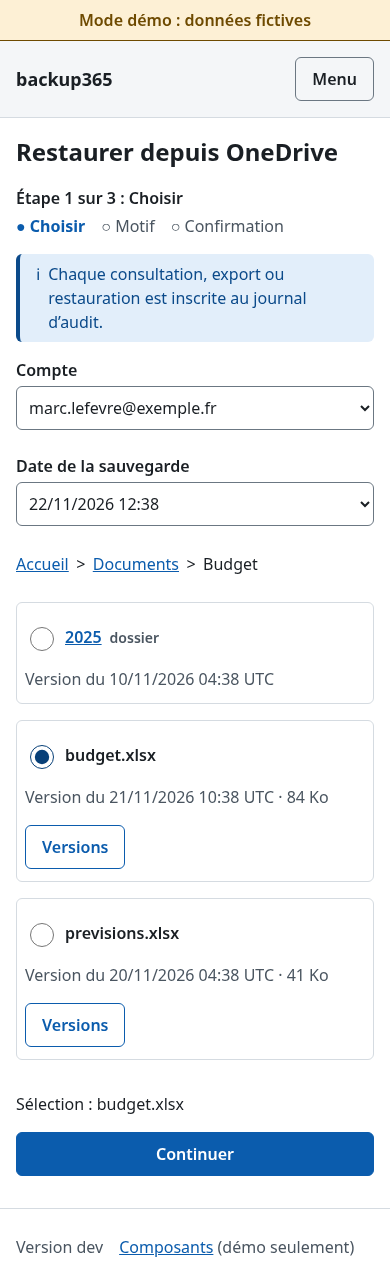 Mode démo : données fictives
backup365
Menu
Restaurer depuis OneDrive
Étape 1 sur 3 : Choisir
● Choisir ○ Motif ○ Confirmation
i Chaque consultation, export ou
restauration est inscrite au journal
d’audit.
Compte
marc.lefevre@exemple.fr
Date de la sauvegarde
22/11/2026 12:38
Accueil > Documents > Budget
2025 dossier
Version du 10/11/2026 04:38 UTC
budget.xlsx
Version du 21/11/2026 10:38 UTC · 84 Ko
Versions
previsions.xlsx
Version du 20/11/2026 04:38 UTC · 41 Ko
Versions
Sélection : budget.xlsx
Continuer
Version dev Composants (démo seulement)